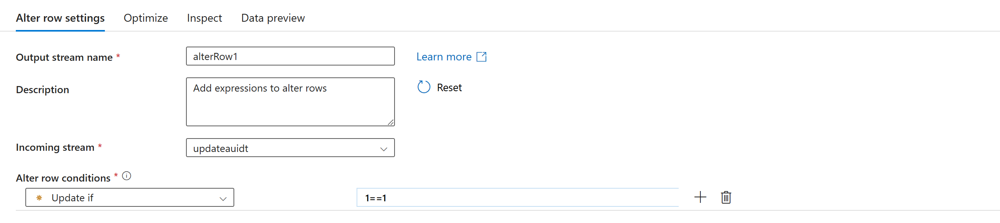 Alter row settings Optimize Inspect Data preview
Output stream name * alterRow1 Learn more
Description Add expressions to alter rows Reset
Incoming stream * updateauidt
Alter row conditions *
Update if 1==1